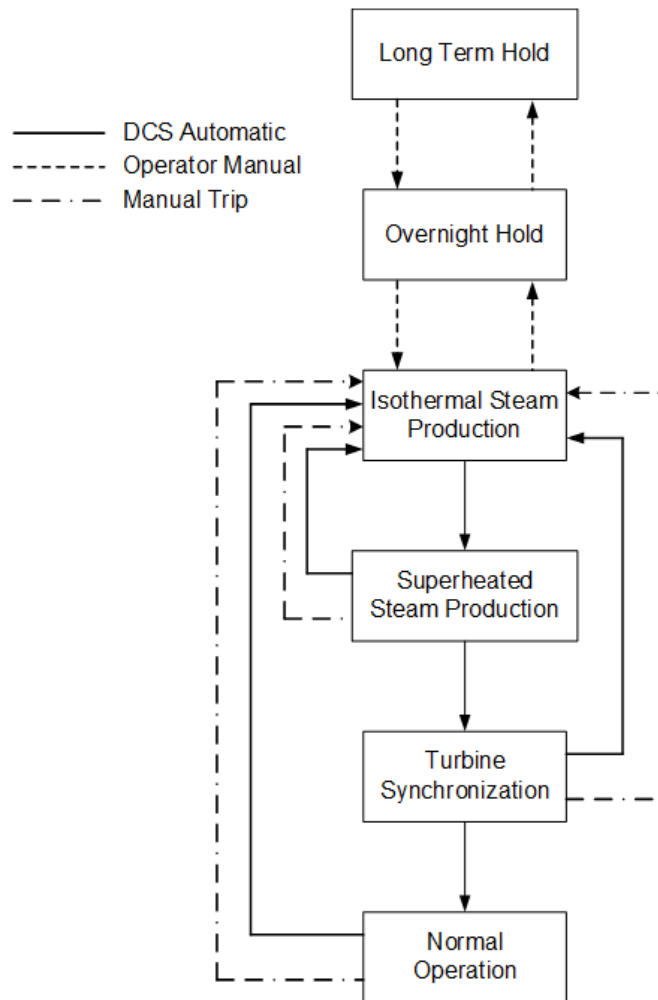 Long Term Hold
DCS Automatic
Operator Manual
Manual Trip
Overnight Hold
Isothermal Steam
Production
Superheated
Steam Production
Turbine
Synchronization
Normal
Operation